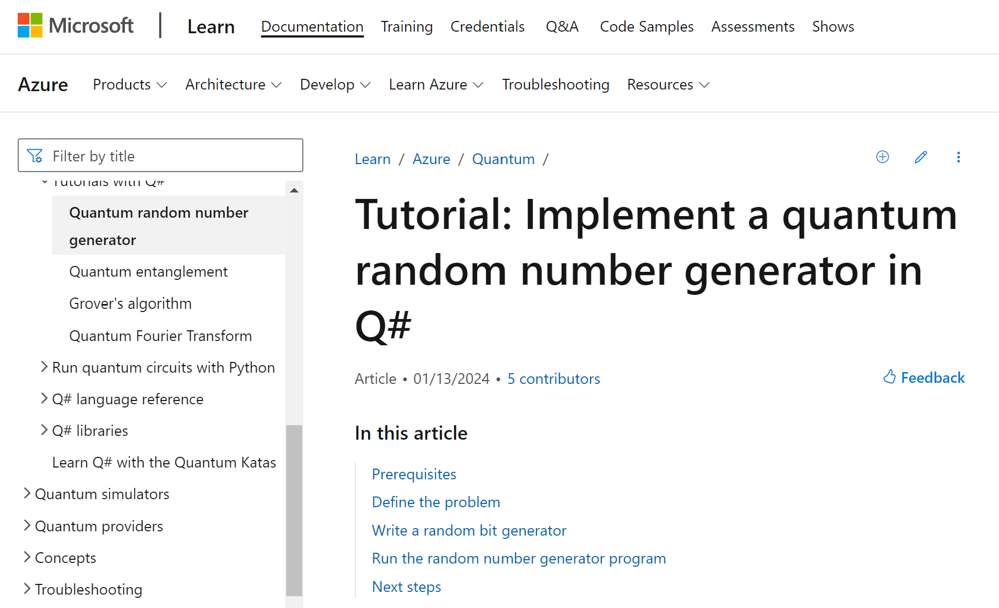 Microsoft
Learn Documentation Training Credentials Q&A Code Samples Assessments Shows
Azure Products Architecture Develop Learn Azure Troubleshooting Resources
Filter by title
Tutorials with Q#
Quantum random number
generator
Quantum entanglement
Grover's algorithm
Quantum Fourier Transform
Run quantum circuits with Python
Q# language reference
Q# libraries
Learn Q# with the Quantum Katas
Quantum simulators
Quantum providers
Concepts
Troubleshooting
Learn / Azure / Quantum /
Tutorial: Implement a quantum
random number generator in
Q#
Article • 01/13/2024 • 5 contributors
Feedback
In this article
Prerequisites
Define the problem
Write a random bit generator
Run the random number generator program
Next steps